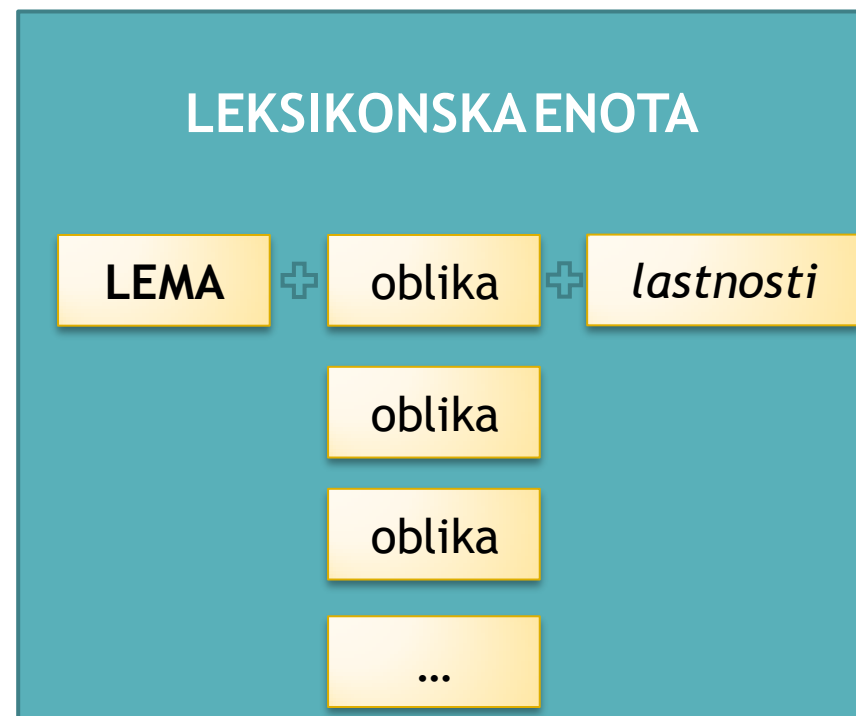 LEKSIKONSKA ENOTA
LEMA oblika lastnosti
oblika
oblika
…